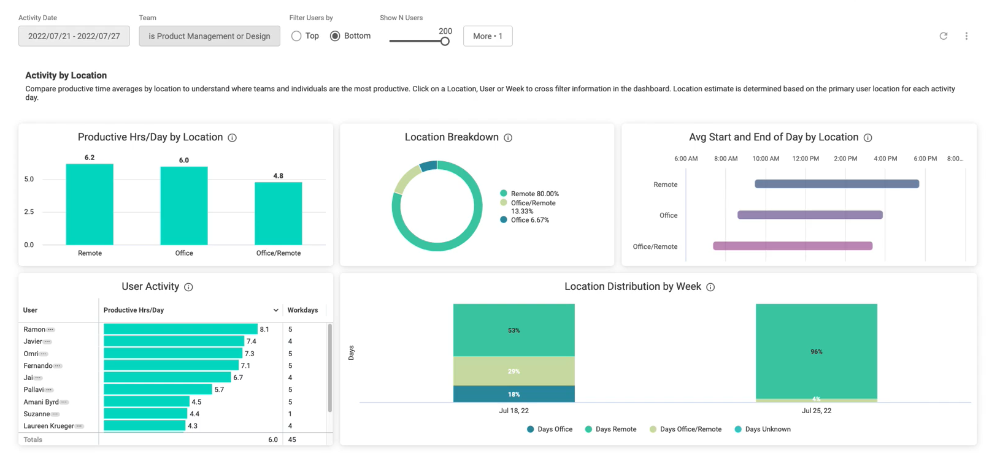 Activity Date
Team
Filter Users by
Show N Users
2022/07/21 - 2022/07/27
is Product Management or Design
Top
Bottom
200
More • 1
Activity by Location
Compare productive time averages by location to understand where teams and individuals are the most productive. Click on a Location, User or Week to cross filter information in the dashboard. Location estimate is determined based on the primary user location for each activity
day.
Productive Hrs/Day by Location
6.2
6.0
4.8
5.0
2.5
0.0
Remote
Office
Office/Remote
Location Breakdown
Remote 80.00%
Office/Remote
13.33%
Office 6.67%
Avg Start and End of Day by Location
6:00 AM
8:00 AM
10:00 AM
12:00 PM
2:00 PM
4:00 PM
6:00 PM
8:00...
Remote
Office
Office/Remote
User Activity
User
Productive Hrs/Day
Workdays
Ramon 8.1 5
Javier 7.4 4
Omri 7.3 5
Fernando 7.1 5
Jai 6.7 4
Pallavi 5.7 5
Amani Byrd 4.5 5
Suzanne 4.4 1
Laureen Krueger 4.3 4
Totals 6.0 45
Location Distribution by Week
Days
53%
29%
18%
96%
4%
Jul 18, 22
Jul 25, 22
Days Office
Days Remote
Days Office/Remote
Days Unknown